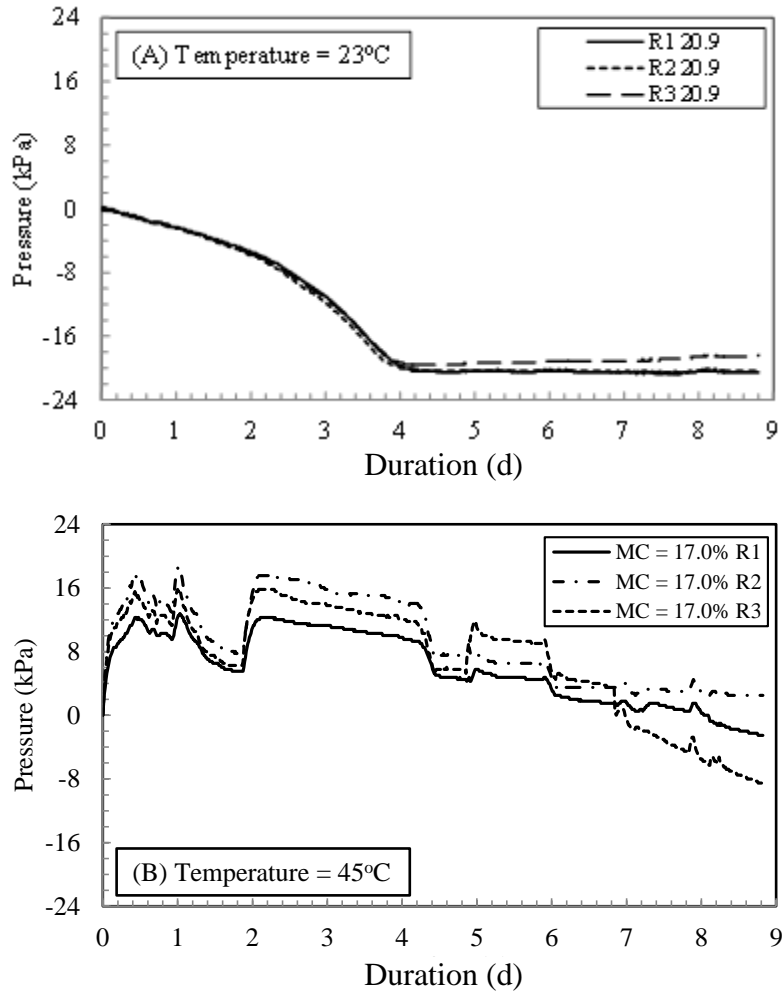 24
16
8
0
-8
-16
-24
Pressure (kPa)
(A) Temperature = 23ºC
R1 20.9
R2 20.9
R3 20.9
0 1 2 3 4 5 6 7 8 9
Duration (d)
24
16
8
0
-8
-16
-24
Pressure (kPa)
MC = 17.0% R1
MC = 17.0% R2
MC = 17.0% R3
(B) Temperature = 45ºC
0 1 2 3 4 5 6 7 8 9
Duration (d)